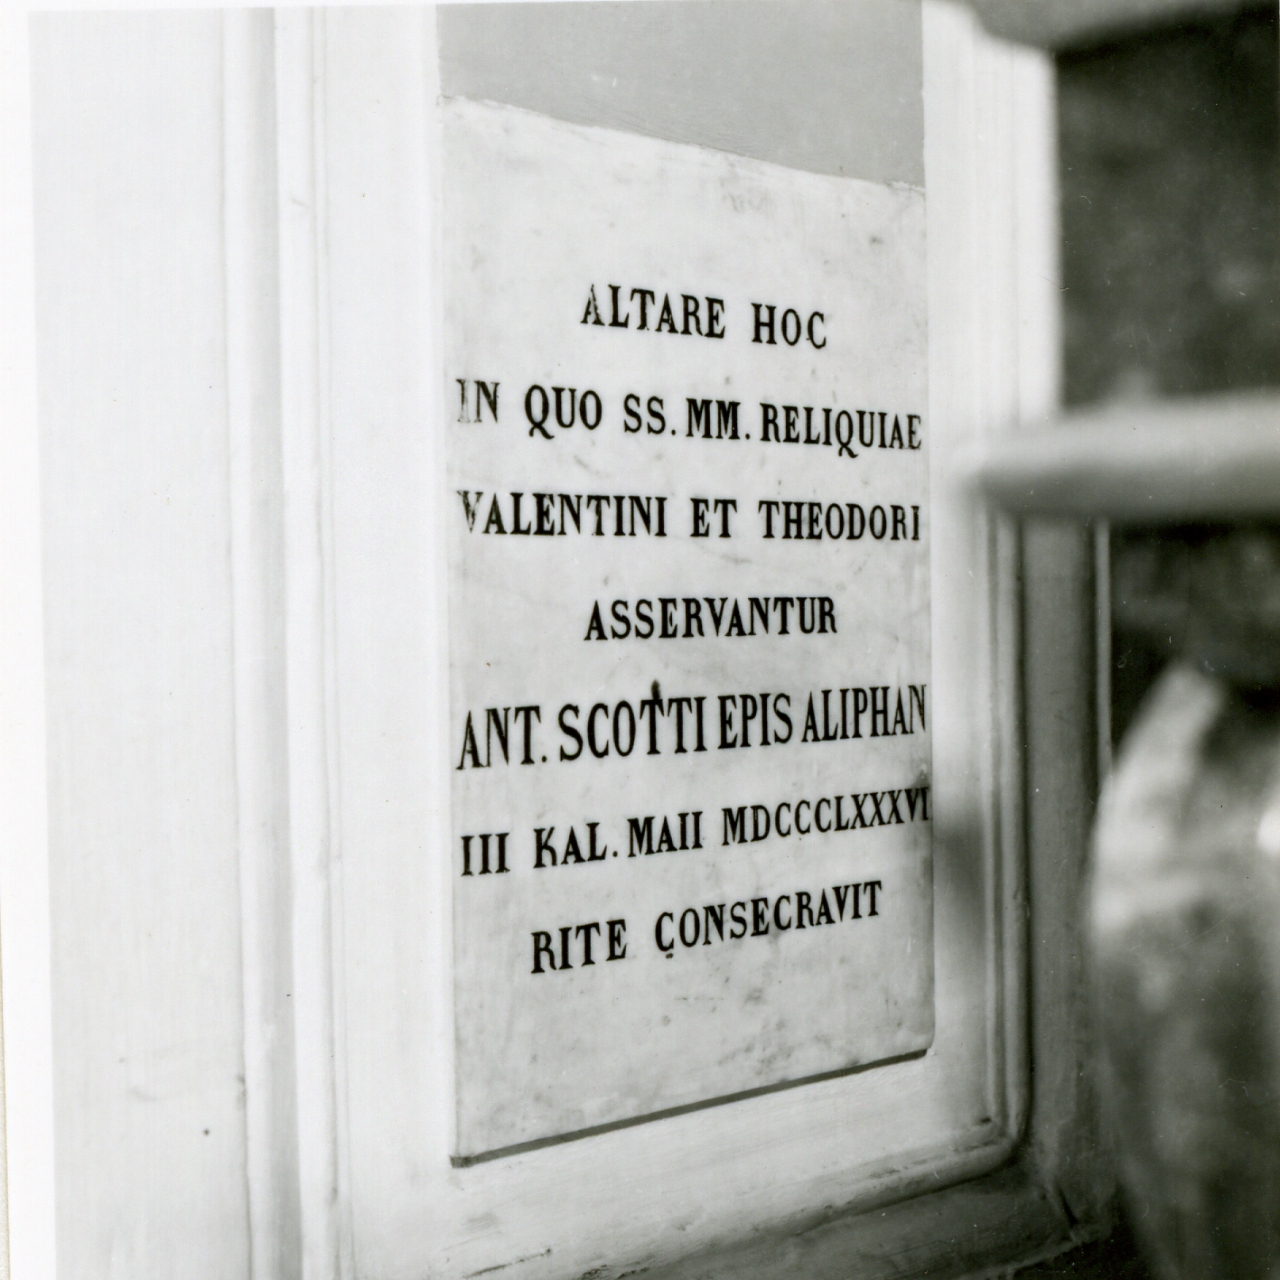 ALTARE HOC
IN QUO SS. MM. RELIQUIAE
VALENTINI ET THEODORI
ASSERVANTUR
ANT. SCOTTI EPIS ALIPHAN
III KAL. MAII MDCCCLXXXVI
RITE CONSECRAVIT